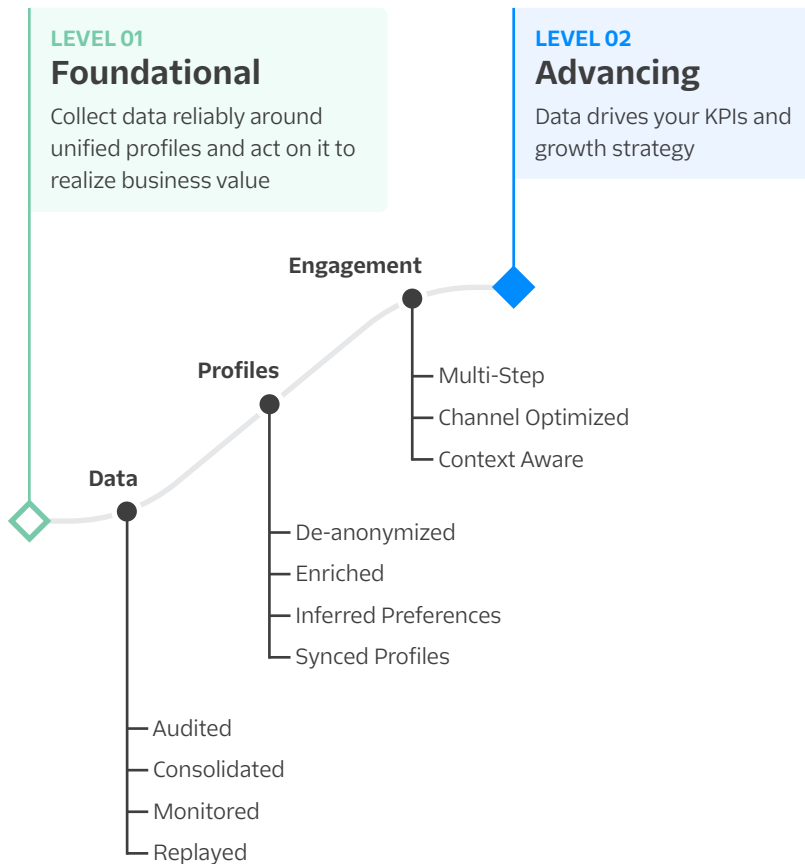 LEVEL 01
Foundational
Collect data reliably around
unified profiles and act on it to
realize business value
LEVEL 02
Advancing
Data drives your KPIs and
growth strategy
Engagement
Multi-Step
Channel Optimized
Context Aware
Profiles
De-anonymized
Enriched
Inferred Preferences
Synced Profiles
Data
Audited
Consolidated
Monitored
Replayed